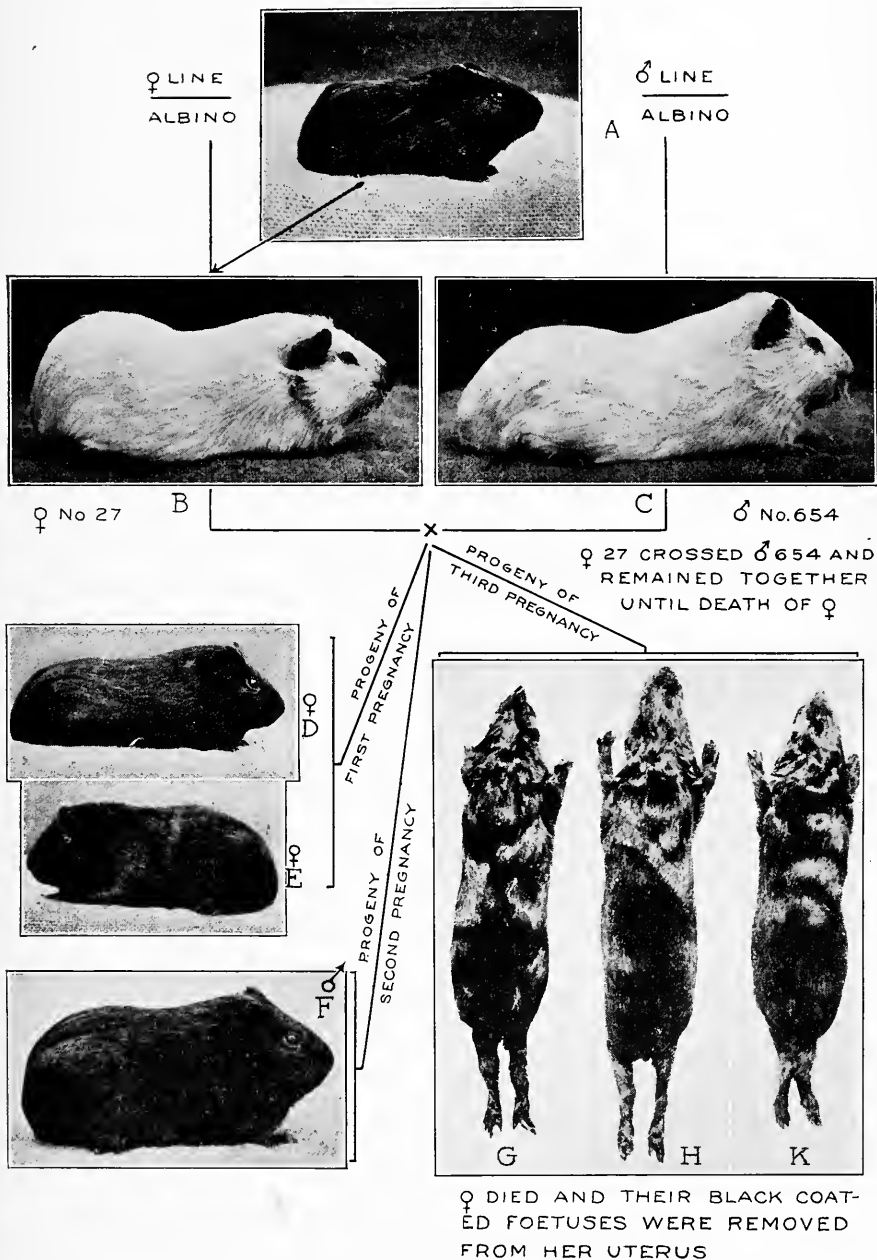 ♀ LINE
ALBINO
♂ LINE
ALBINO
A
B
C
♀ No 27
♂ No. 654
×
♀ 27 CROSSED ♂ 654 AND
REMAINED TOGETHER
UNTIL DEATH OF ♀
PROGENY OF
FIRST PREGNANCY
PROGENY OF
SECOND PREGNANCY
PROGENY OF
THIRD PREGNANCY
♀
D
♀
E
♂
F
G H K
♀ DIED AND THEIR BLACK COAT-
ED FOETUSES WERE REMOVED
FROM HER UTERUS